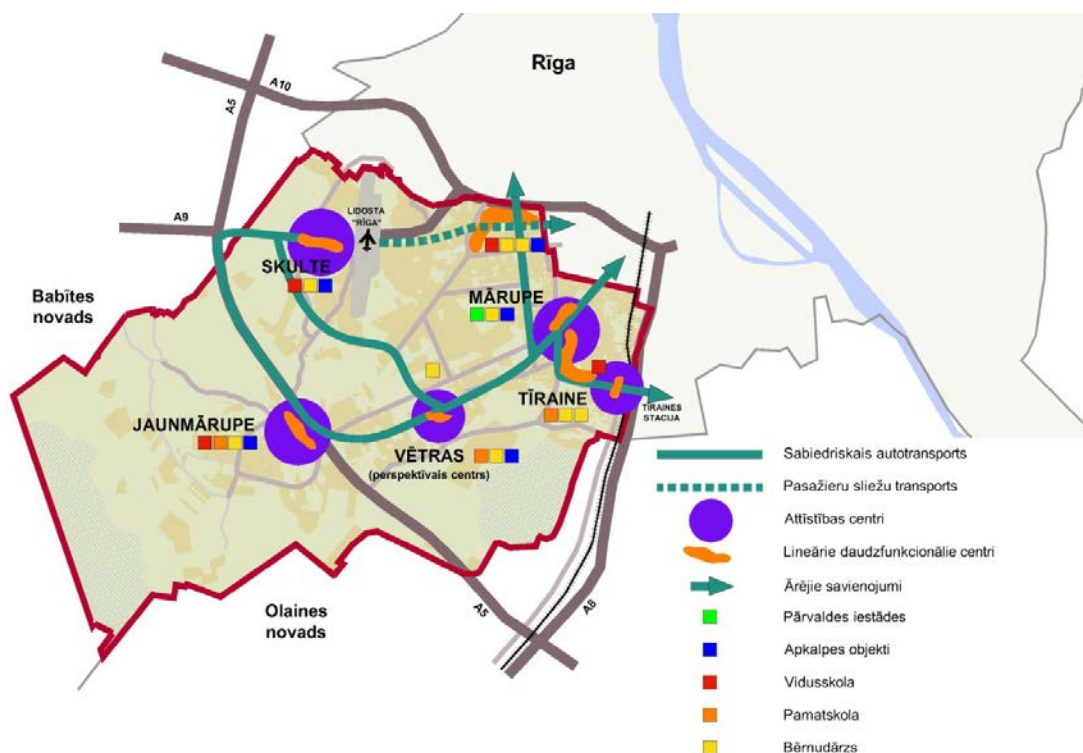 Rīga
A10
A5
A9
LIDOSTA
"RĪGA"
SKULTE
MĀRUPE
Babītes
novads
JAUNMĀRUPE
TĪRAINE
TĪRAINES
STACIJA
VĒTRAS
(perspektīvais centrs)
Olaines
novads
A5
A8
Sabiedriskais autotransports
Pasažieru sliežu transports
Attīstības centri
Lineārie daudzfunkcionālie centri
Ārējie savienojumi
Pārvaldes iestādes
Apkalpes objekti
Vidusskola
Pamatskola
Bērnudārzs